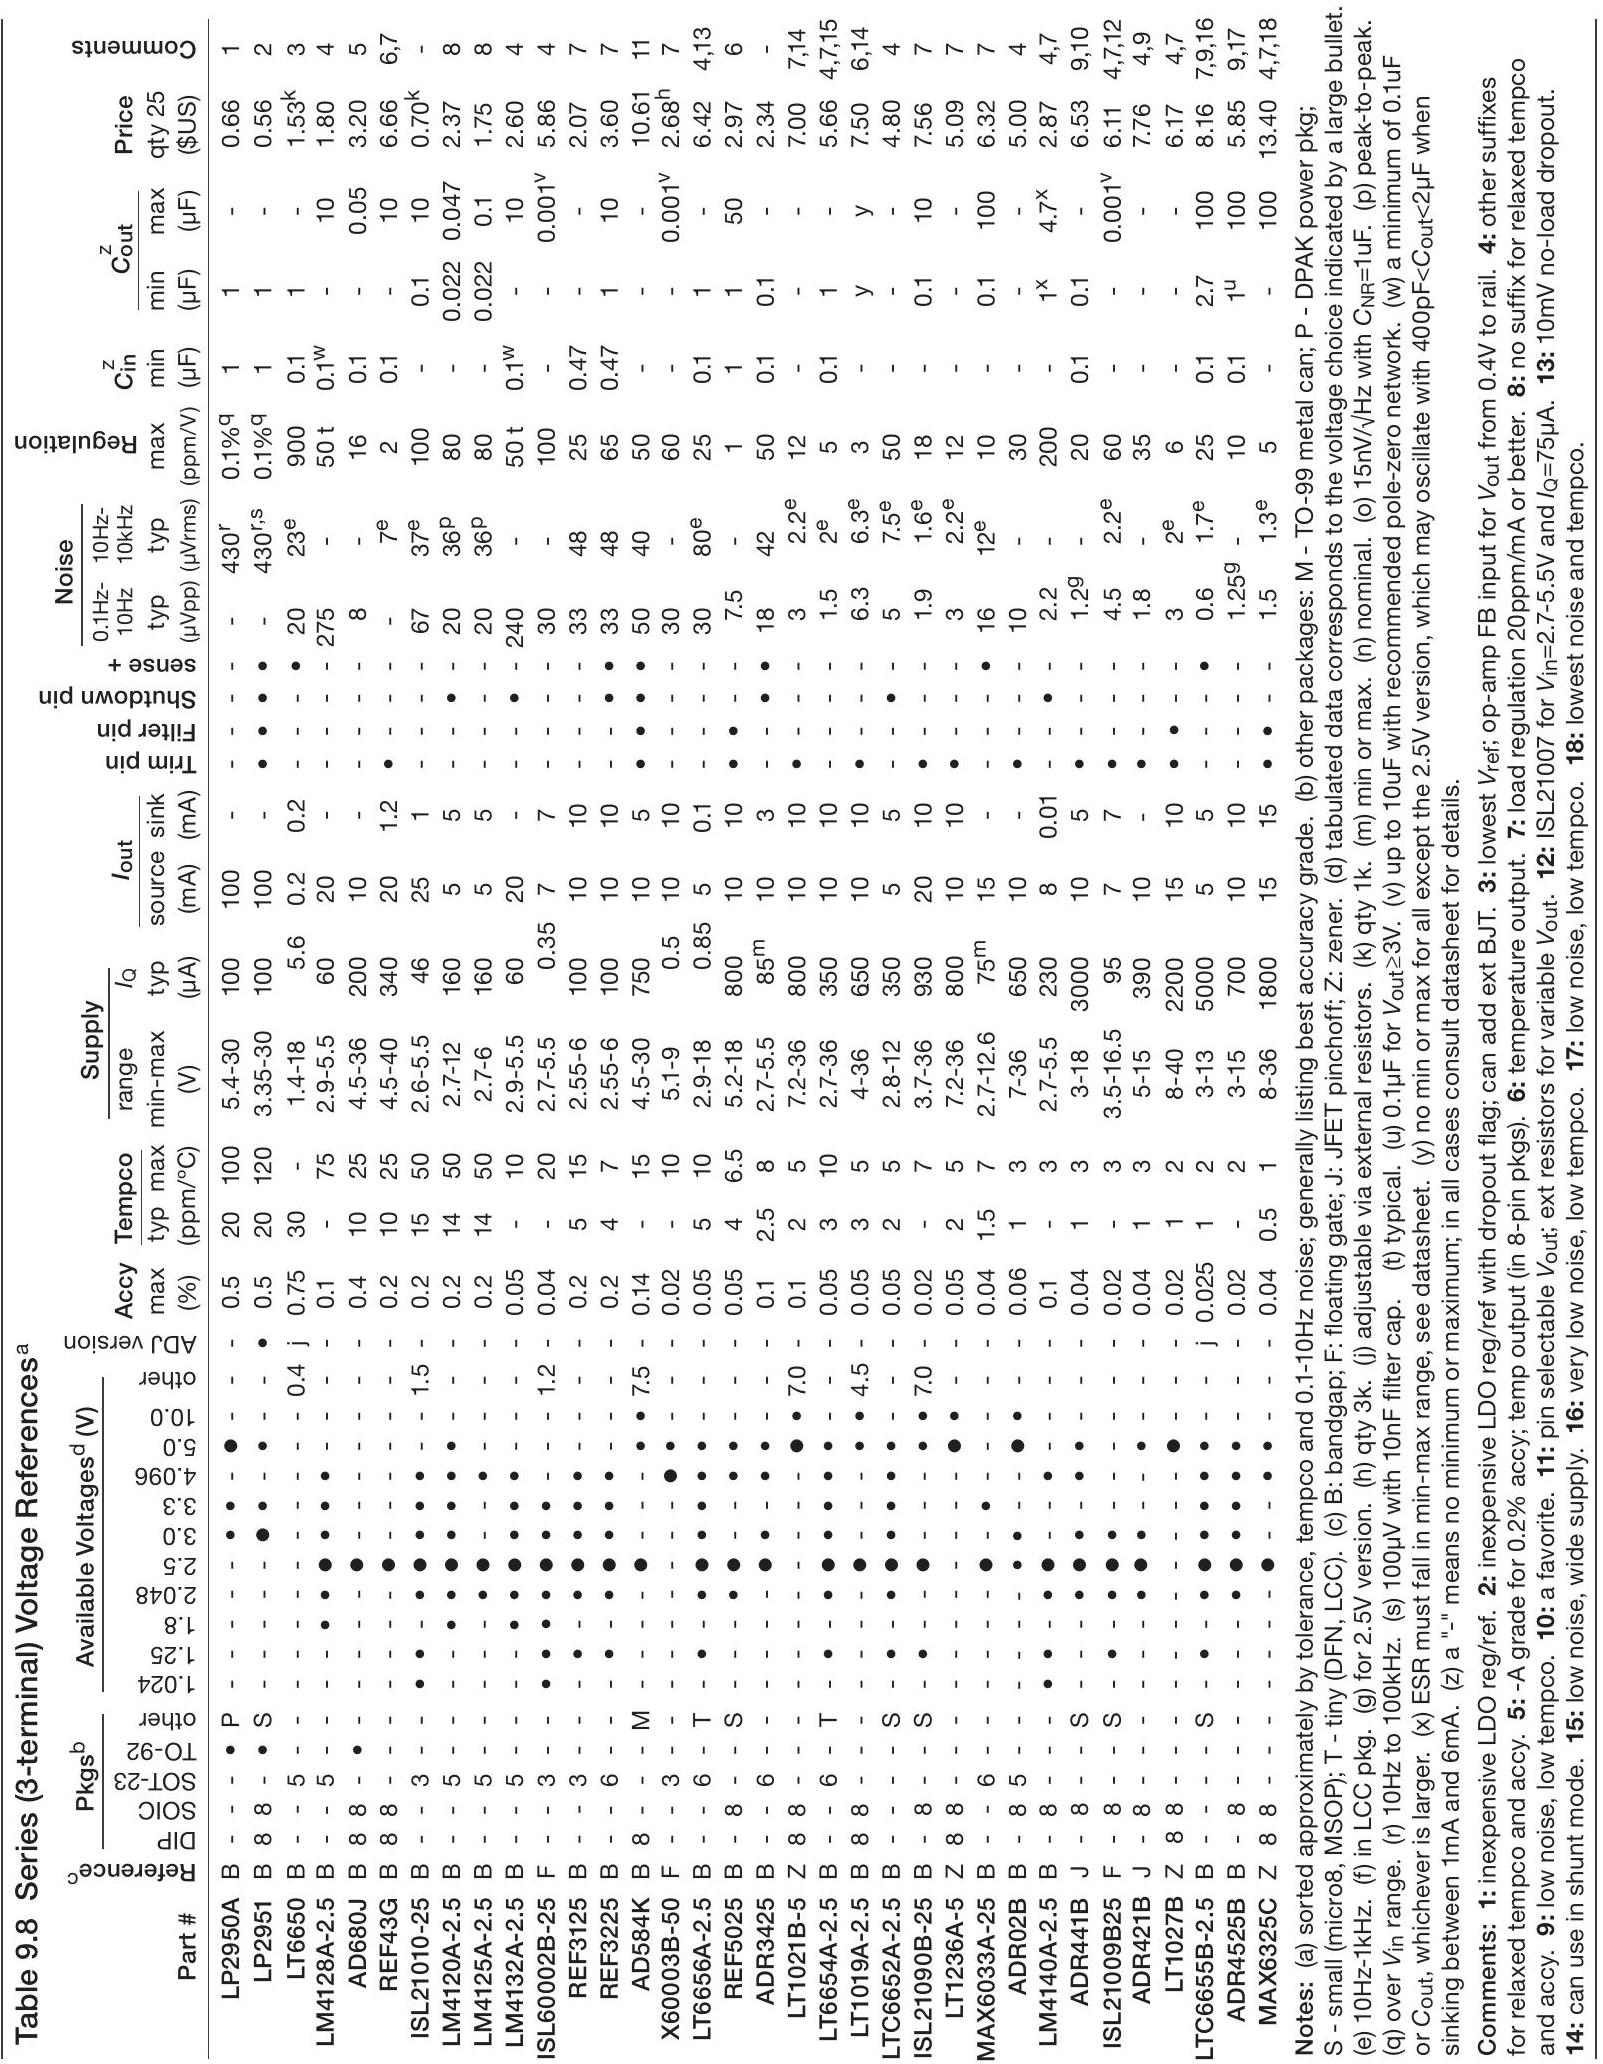 Table 9.8 Series (3-terminal) Voltage References^a
Pkgs^b Available Voltages^d (V) Accy Tempco Supply I_out Noise C_in^z C_out^z Price
Part # Reference^c DIP SOIC SOT-23 TO-92 other 1.024 1.25 1.8 2.048 2.5 3.0 3.3 4.096 5.0 10.0 other ADJ version max (%) typ max (ppm/°C) range min-max (V) I_Q typ (µA) source (mA) sink (mA) Trim pin Filter pin Shutdown pin sense + 0.1Hz-10Hz typ (µVpp) 10Hz-10kHz typ (µVrms) Regulation max (ppm/V) min (µF) min (µF) max (µF) qty 25 ($US) Comments
LP2950A B - - - • P - - - - - • • - ● - - - 0.5 20 100 5.4-30 100 100 - - - - - - 430^r 0.1%^q 1 1 - 0.66 1
LP2951 B 8 8 - • S - - - - - ● • - • - - • 0.5 20 120 3.35-30 100 100 - • • • • - 430^r,s 0.1%^q 1 1 - 0.56 2
LT6650 B - - 5 - - - - - - - - - - - - 0.4 j 0.75 30 - 1.4-18 5.6 0.2 0.2 - - - • 20 23^e 900 0.1 1 - 1.53^k 3
LM4128A-2.5 B - - 5 - - - - • • ● • • • - - - - 0.1 - 75 2.9-5.5 60 20 - - - - - 275 - 50 t 0.1^w - 10 1.80 4
AD680J B 8 8 - • - - - - - ● - - - - - - - 0.4 10 25 4.5-36 200 10 - - - - - 8 - 16 0.1 - 0.05 3.20 5
REF43G B 8 8 - - - - - - - ● - - - - - - - 0.2 10 25 4.5-40 340 20 1.2 • - - - - 7^e 2 0.1 - 10 6.66 6,7
ISL21010-25 B - - 3 - - • • - • ● • • • - - 1.5 - 0.2 15 50 2.6-5.5 46 25 1 - - - - 67 37^e 100 - 0.1 10 0.70^k -
LM4120A-2.5 B - - 5 - - - - • • ● • • • • - - - 0.2 14 50 2.7-12 160 5 5 - - • - 20 36^p 80 - 0.022 0.047 2.37 8
LM4125A-2.5 B - - 5 - - - - - • ● - - • - - - - 0.2 14 50 2.7-6 160 5 5 - - - - 20 36^p 80 - 0.022 0.1 1.75 8
LM4132A-2.5 B - - 5 - - - - • • ● • • • - - - - 0.05 - 10 2.9-5.5 60 20 - - - • - 240 - 50 t 0.1^w - 10 2.60 4
ISL60002B-25 F - - 3 - - • • • • ● • • - - - 1.2 - 0.04 - 20 2.7-5.5 0.35 7 7 - - - - 30 - 100 - - 0.001^v 5.86 4
REF3125 B - - 3 - - - • - • ● • • • - - - - 0.2 5 15 2.55-6 100 10 10 - - - - 33 48 25 0.47 - - 2.07 7
REF3225 B - - 6 - - - • - • ● • • • - - - - 0.2 4 7 2.55-6 100 10 10 - - • • 33 48 65 0.47 1 10 3.60 7
AD584K B 8 - - - M - - - - ● - - - • • 7.5 - 0.14 - 15 4.5-30 750 10 5 • • • • 50 40 50 - - - 10.61 11
X60003B-50 F - - 3 - - - - - - - - - ● • - - - 0.02 - 10 5.1-9 0.5 10 10 - - - - 30 - 60 - - 0.001^v 2.68^h 7
LT6656A-2.5 B - - 6 - T - • - • ● • • • • - - - 0.05 5 10 2.9-18 0.85 5 0.1 - - - - 30 80^e 25 0.1 1 - 6.42 4,13
REF5025 B - 8 - - S - - - • ● • - • • - - - 0.05 4 6.5 5.2-18 800 10 10 • • - - 7.5 - 1 1 1 50 2.97 6
ADR3425 B - - 6 - - - - - • ● • - • • - - - 0.1 2.5 8 2.7-5.5 85^m 10 3 - - • • 18 42 50 0.1 0.1 - 2.34 -
LT1021B-5 Z 8 8 - - - - - - - - - - - ● • 7.0 - 0.1 2 5 7.2-36 800 10 10 • - - - 3 2.2^e 12 - - - 7.00 7,14
LT6654A-2.5 B - - 6 - T - • - • ● • • • • - - - 0.05 3 10 2.7-36 350 10 10 - - - - 1.5 2^e 5 0.1 1 - 5.66 4,7,15
LT1019A-2.5 B 8 8 - - - - - - - ● - - - • • 4.5 - 0.05 3 5 4-36 650 10 10 • - - - 6.3 6.3^e 3 - y y 7.50 6,14
LTC6652A-2.5 B - - - - S - • - • ● • • • • - - - 0.05 2 5 2.8-12 350 5 5 - - • - 5 7.5^e 50 - - - 4.80 4
ISL21090B-25 B - 8 - - S - • - - ● - - - • • 7.0 - 0.02 - 7 3.7-36 930 20 10 • - - - 1.9 1.6^e 18 - 0.1 10 7.56 7
LT1236A-5 Z 8 8 - - - - - - - - - - - ● • - - 0.05 2 5 7.2-36 800 10 10 • - - - 3 2.2^e 12 - - - 5.09 7
MAX6033A-25 B - - 6 - - - - - - ● - • - - - - - 0.04 1.5 7 2.7-12.6 75^m 15 - - - - • 16 12^e 10 - 0.1 100 6.32 7
ADR02B B - 8 5 - - - - - - • • - - ● • - - 0.06 1 3 7-36 650 10 - • - - - 10 - 30 - - - 5.00 4
LM4140A-2.5 B - 8 - - - • • - • ● - - • - - - - 0.1 - 3 2.7-5.5 230 8 0.01 - - • - 2.2 - 200 - 1^x 4.7^x 2.87 4,7
ADR441B J - 8 - - S - - - • ● • - • • - - - 0.04 1 3 3-18 3000 10 5 • - - - 1.2^g - 20 0.1 0.1 - 6.53 9,10
ISL21009B25 F - 8 - - S - • - • ● • - - - - - - 0.02 - 3 3.5-16.5 95 7 7 • - - - 4.5 2.2^e 60 - - 0.001^v 6.11 4,7,12
ADR421B J - 8 - - - - - - • ● • - - • - - - 0.04 1 3 5-15 390 10 - • - - - 1.8 - 35 - - - 7.76 4,9
LT1027B Z 8 8 - - - - - - - - - - - ● - - - 0.02 1 2 8-40 2200 15 10 • • - - 3 2^e 6 - - - 6.17 4,7
LTC6655B-2.5 B - - - - S - • - • ● • • • • - - j 0.025 1 2 3-13 5000 5 5 - - - • 0.6 1.7^e 25 0.1 2.7 100 8.16 7,9,16
ADR4525B B - 8 - - - - - - • ● • • • • - - - 0.02 - 2 3-15 700 10 10 - - - - 1.25^g - 10 0.1 1^u 100 5.85 9,17
MAX6325C Z 8 8 - - - - - - - ● - - • • - - - 0.04 0.5 1 8-36 1800 15 15 • • - - 1.5 1.3^e 5 - - 100 13.40 4,7,18
Notes: (a) sorted approximately by tolerance, tempco and 0.1-10Hz noise; generally listing best accuracy grade. (b) other packages: M - TO-99 metal can; P - DPAK power pkg;
S - small (micro8, MSOP); T - tiny (DFN, LCC). (c) B: bandgap; F: floating gate; J: JFET pinchoff; Z: zener. (d) tabulated data corresponds to the voltage choice indicated by a large bullet.
(e) 10Hz-1kHz. (f) in LCC pkg. (g) for 2.5V version. (h) qty 3k. (j) adjustable via external resistors. (k) qty 1k. (m) min or max. (n) nominal. (o) 15nV/√Hz with C_NR=1uF. (p) peak-to-peak.
(q) over V_in range. (r) 10Hz to 100kHz. (s) 100µV with 10nF filter cap. (t) typical. (u) 0.1µF for V_out≥3V. (v) up to 10uF with recommended pole-zero network. (w) a minimum of 0.1uF
or C_out, whichever is larger. (x) ESR must fall in min-max range, see datasheet. (y) no min or max for all except the 2.5V version, which may oscillate with 400pF<C_out<2µF when
sinking between 1mA and 6mA. (z) a "-" means no minimum or maximum; in all cases consult datasheet for details.
Comments: 1: inexpensive LDO reg/ref. 2: inexpensive LDO reg/ref with dropout flag; can add ext BJT. 3: lowest V_ref; op-amp FB input for V_out from 0.4V to rail. 4: other suffixes
for relaxed tempco and accy. 5: -A grade for 0.2% accy; temp output (in 8-pin pkgs). 6: temperature output. 7: load regulation 20ppm/mA or better. 8: no suffix for relaxed tempco
and accy. 9: low noise, low tempco. 10: a favorite. 11: pin selectable V_out; ext resistors for variable V_out. 12: ISL21007 for V_in=2.7-5.5V and I_Q=75µA. 13: 10mV no-load dropout.
14: can use in shunt mode. 15: low noise, wide supply. 16: very low noise, low tempco. 17: low noise, low tempco. 18: lowest noise and tempco.